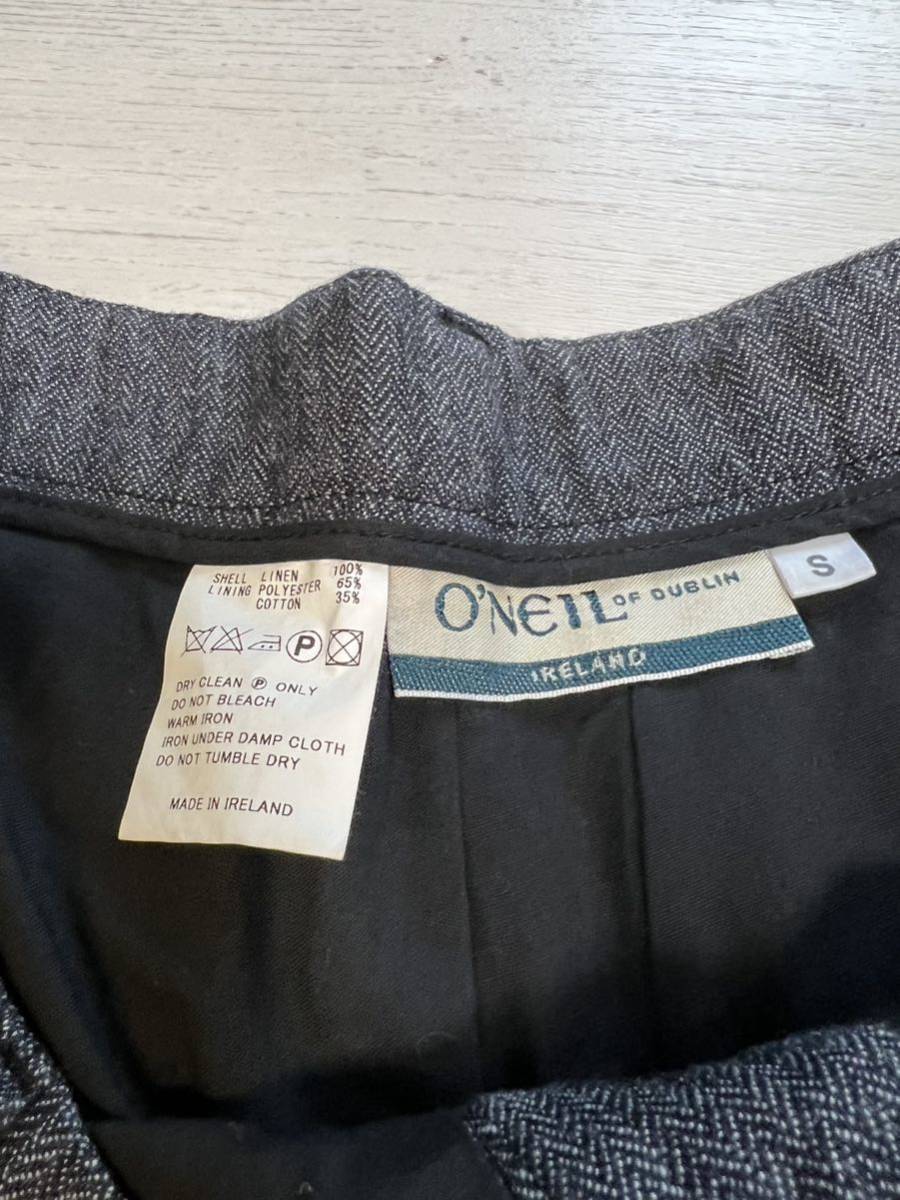 SHELL LINEN 100%
LINING POLYESTER 65%
COTTON 35%
P
DRY CLEAN Ⓟ ONLY
DO NOT BLEACH
WARM IRON
IRON UNDER DAMP CLOTH
DO NOT TUMBLE DRY
MADE IN IRELAND
O'NEIL OF DUBLIN
IRELAND
S